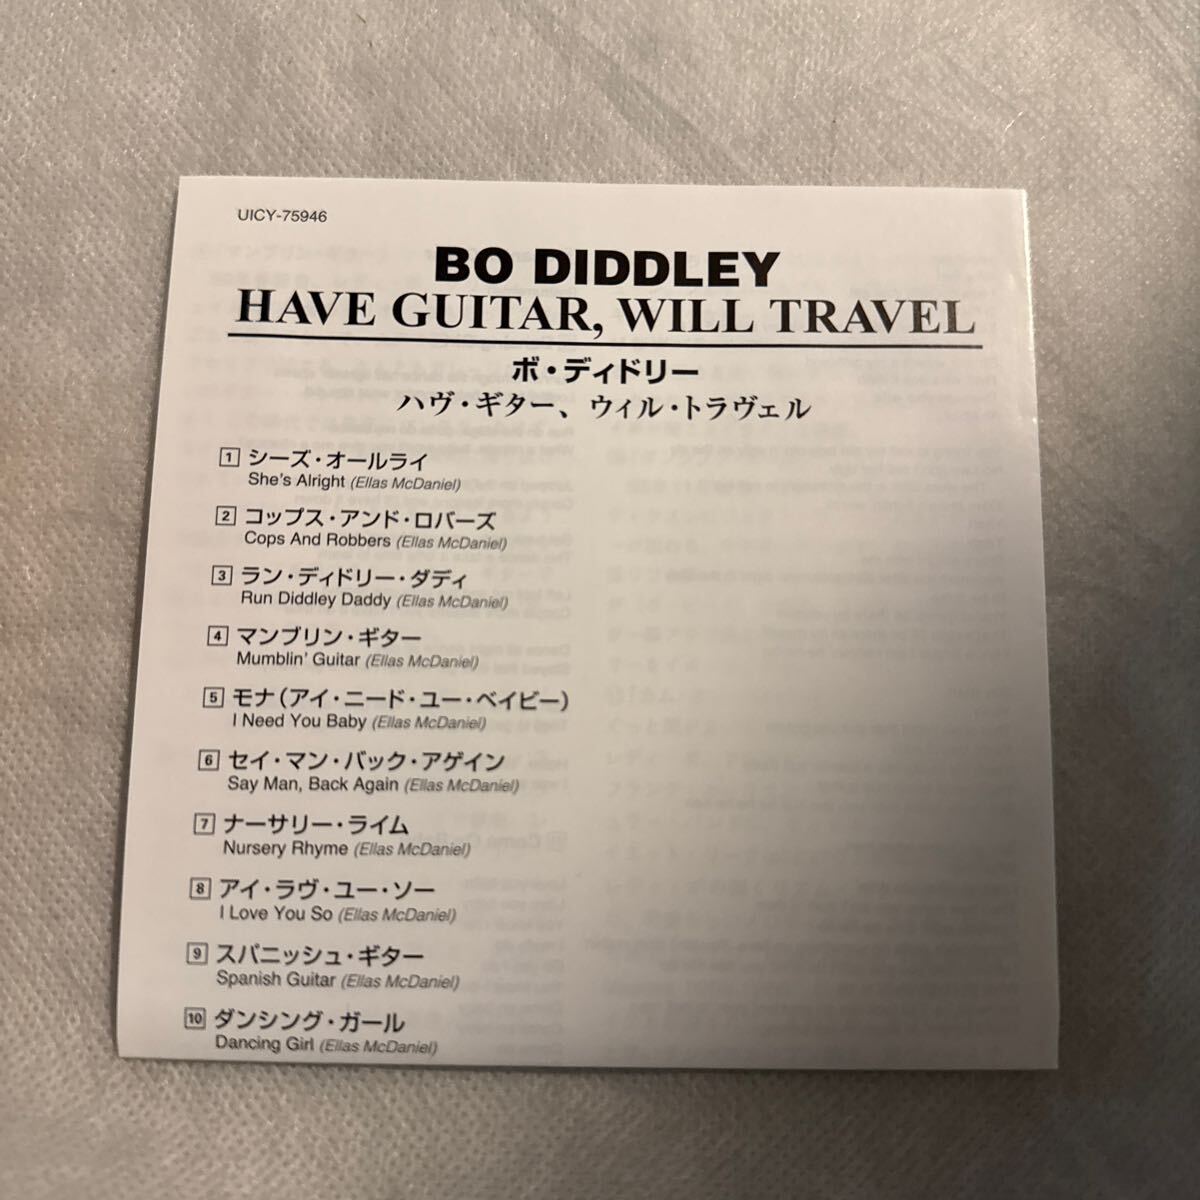 UICY-75946
BO DIDDLEY
HAVE GUITAR, WILL TRAVEL
ボ・ディドリー
ハヴ・ギター、ウィル・トラヴェル
1 シーズ・オールライ
She's Alright (Ellas McDaniel)
2 コップス・アンド・ロバーズ
Cops And Robbers (Ellas McDaniel)
3 ラン・ディドリー・ダディ
Run Diddley Daddy (Ellas McDaniel)
4 マンブリン・ギター
Mumblin' Guitar (Ellas McDaniel)
5 モナ（アイ・ニード・ユー・ベイビー）
I Need You Baby (Ellas McDaniel)
6 セイ・マン・バック・アゲイン
Say Man, Back Again (Ellas McDaniel)
7 ナーサリー・ライム
Nursery Rhyme (Ellas McDaniel)
8 アイ・ラヴ・ユー・ソー
I Love You So (Ellas McDaniel)
9 スパニッシュ・ギター
Spanish Guitar (Ellas McDaniel)
10 ダンシング・ガール
Dancing Girl (Ellas McDaniel)